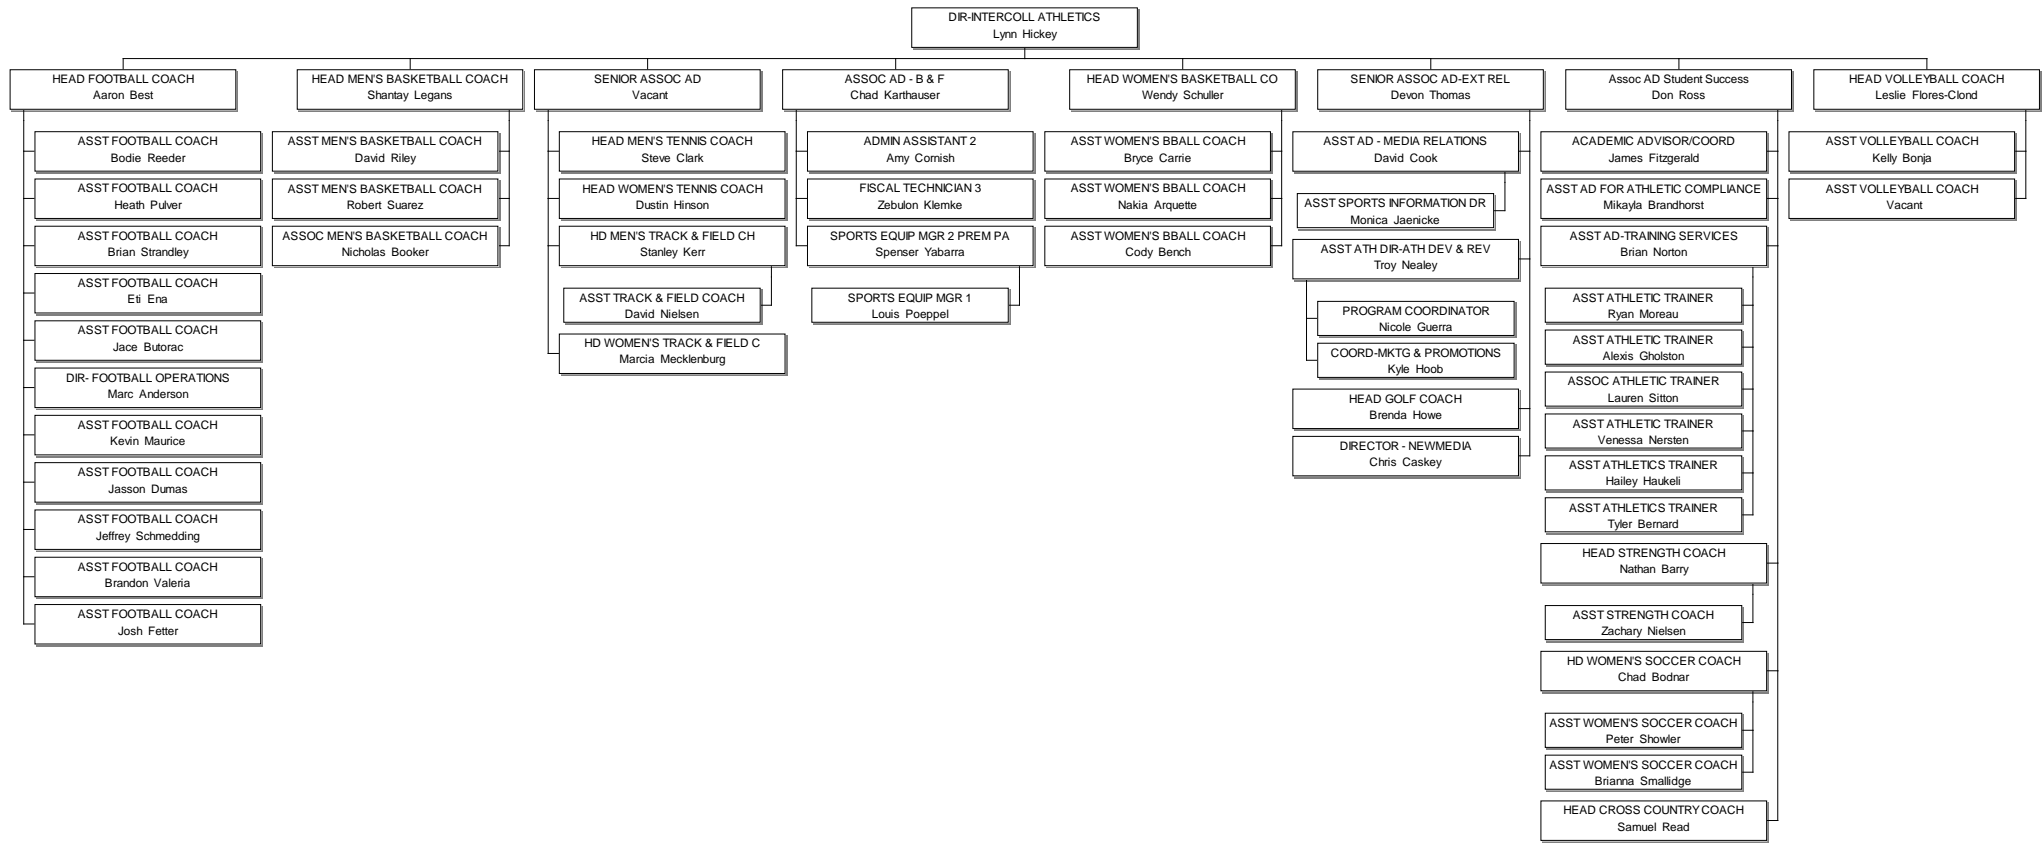 DIR-INTERCOLL ATHLETICS
Lynn Hickey
HEAD FOOTBALL COACH
Aaron Best
ASST FOOTBALL COACH
Bodie Reeder
ASST FOOTBALL COACH
Heath Pulver
ASST FOOTBALL COACH
Brian Strandley
ASST FOOTBALL COACH
Eti Ena
ASST FOOTBALL COACH
Jace Butorac
DIR- FOOTBALL OPERATIONS
Marc Anderson
ASST FOOTBALL COACH
Kevin Maurice
ASST FOOTBALL COACH
Jasson Dumas
ASST FOOTBALL COACH
Jeffrey Schmedding
ASST FOOTBALL COACH
Brandon Valeria
ASST FOOTBALL COACH
Josh Fetter
HEAD MEN'S BASKETBALL COACH
Shantay Legans
ASST MEN'S BASKETBALL COACH
David Riley
ASST MEN'S BASKETBALL COACH
Robert Suarez
ASSOC MEN'S BASKETBALL COACH
Nicholas Booker
SENIOR ASSOC AD
Vacant
HEAD MEN'S TENNIS COACH
Steve Clark
HEAD WOMEN'S TENNIS COACH
Dustin Hinson
HD MEN'S TRACK & FIELD CH
Stanley Kerr
ASST TRACK & FIELD COACH
David Nielsen
HD WOMEN'S TRACK & FIELD C
Marcia Mecklenburg
ASSOC AD - B & F
Chad Karthauser
ADMIN ASSISTANT 2
Amy Cornish
FISCAL TECHNICIAN 3
Zebulon Klemke
SPORTS EQUIP MGR 2 PREM PA
Spenser Yabarra
SPORTS EQUIP MGR 1
Louis Poeppel
HEAD WOMEN'S BASKETBALL CO
Wendy Schuller
ASST WOMEN'S BBALL COACH
Bryce Carrie
ASST WOMEN'S BBALL COACH
Nakia Arquette
ASST WOMEN'S BBALL COACH
Cody Bench
SENIOR ASSOC AD-EXT REL
Devon Thomas
ASST AD - MEDIA RELATIONS
David Cook
ASST SPORTS INFORMATION DR
Monica Jaenicke
ASST ATH DIR-ATH DEV & REV
Troy Nealey
PROGRAM COORDINATOR
Nicole Guerra
COORD-MKTG & PROMOTIONS
Kyle Hoob
HEAD GOLF COACH
Brenda Howe
DIRECTOR - NEWMEDIA
Chris Caskey
Assoc AD Student Success
Don Ross
ACADEMIC ADVISOR/COORD
James Fitzgerald
ASST AD FOR ATHLETIC COMPLIANCE
Mikayla Brandhorst
ASST AD-TRAINING SERVICES
Brian Norton
ASST ATHLETIC TRAINER
Ryan Moreau
ASST ATHLETIC TRAINER
Alexis Gholston
ASSOC ATHLETIC TRAINER
Lauren Sitton
ASST ATHLETIC TRAINER
Venessa Nersten
ASST ATHLETICS TRAINER
Hailey Haukeli
ASST ATHLETICS TRAINER
Tyler Bernard
HEAD STRENGTH COACH
Nathan Barry
ASST STRENGTH COACH
Zachary Nielsen
HD WOMEN'S SOCCER COACH
Chad Bodnar
ASST WOMEN'S SOCCER COACH
Peter Showler
ASST WOMEN'S SOCCER COACH
Brianna Smallidge
HEAD CROSS COUNTRY COACH
Samuel Read
HEAD VOLLEYBALL COACH
Leslie Flores-Clond
ASST VOLLEYBALL COACH
Kelly Bonja
ASST VOLLEYBALL COACH
Vacant